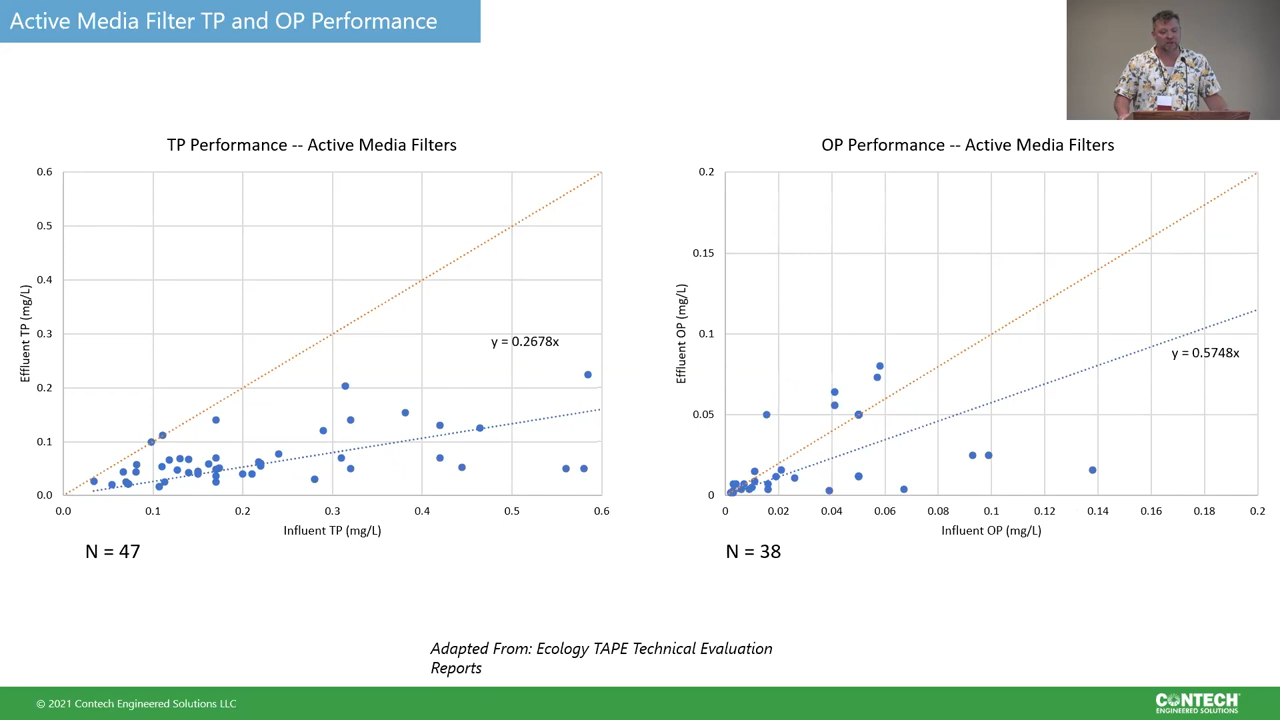 Active Media Filter TP and OP Performance
TP Performance -- Active Media Filters
0.6
0.5
0.4
0.3
0.2
0.1
0.0
Effluent TP (mg/L)
y = 0.2678x
0.0 0.1 0.2 0.3 0.4 0.5 0.6
Influent TP (mg/L)
N = 47
OP Performance -- Active Media Filters
0.2
0.15
0.1
0.05
0
Effluent OP (mg/L)
y = 0.5748x
0 0.02 0.04 0.06 0.08 0.1 0.12 0.14 0.16 0.18 0.2
Influent OP (mg/L)
N = 38
Adapted From: Ecology TAPE Technical Evaluation
Reports
© 2021 Contech Engineered Solutions LLC
CONTECH
ENGINEERED SOLUTIONS